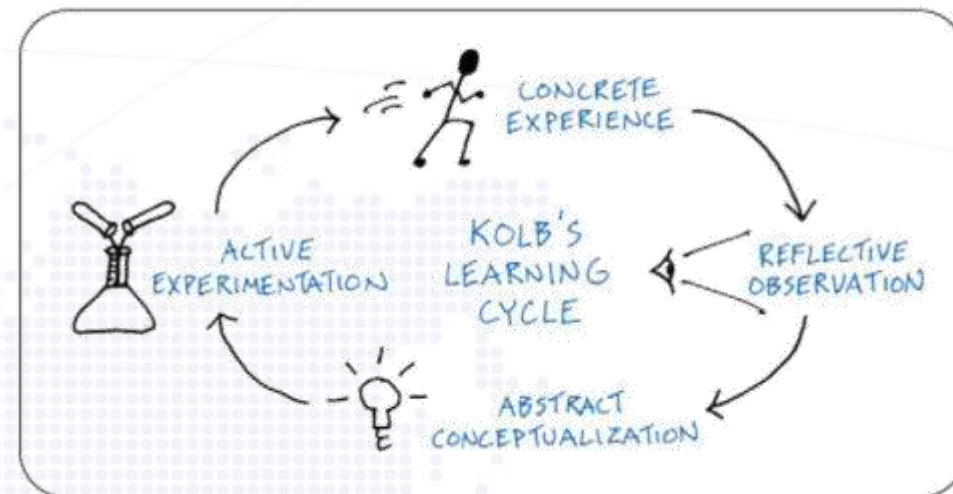 CONCRETE
EXPERIENCE
KOLB'S
LEARNING
CYCLE
REFLECTIVE
OBSERVATION
ABSTRACT
CONCEPTUALIZATION
ACTIVE
EXPERIMENTATION